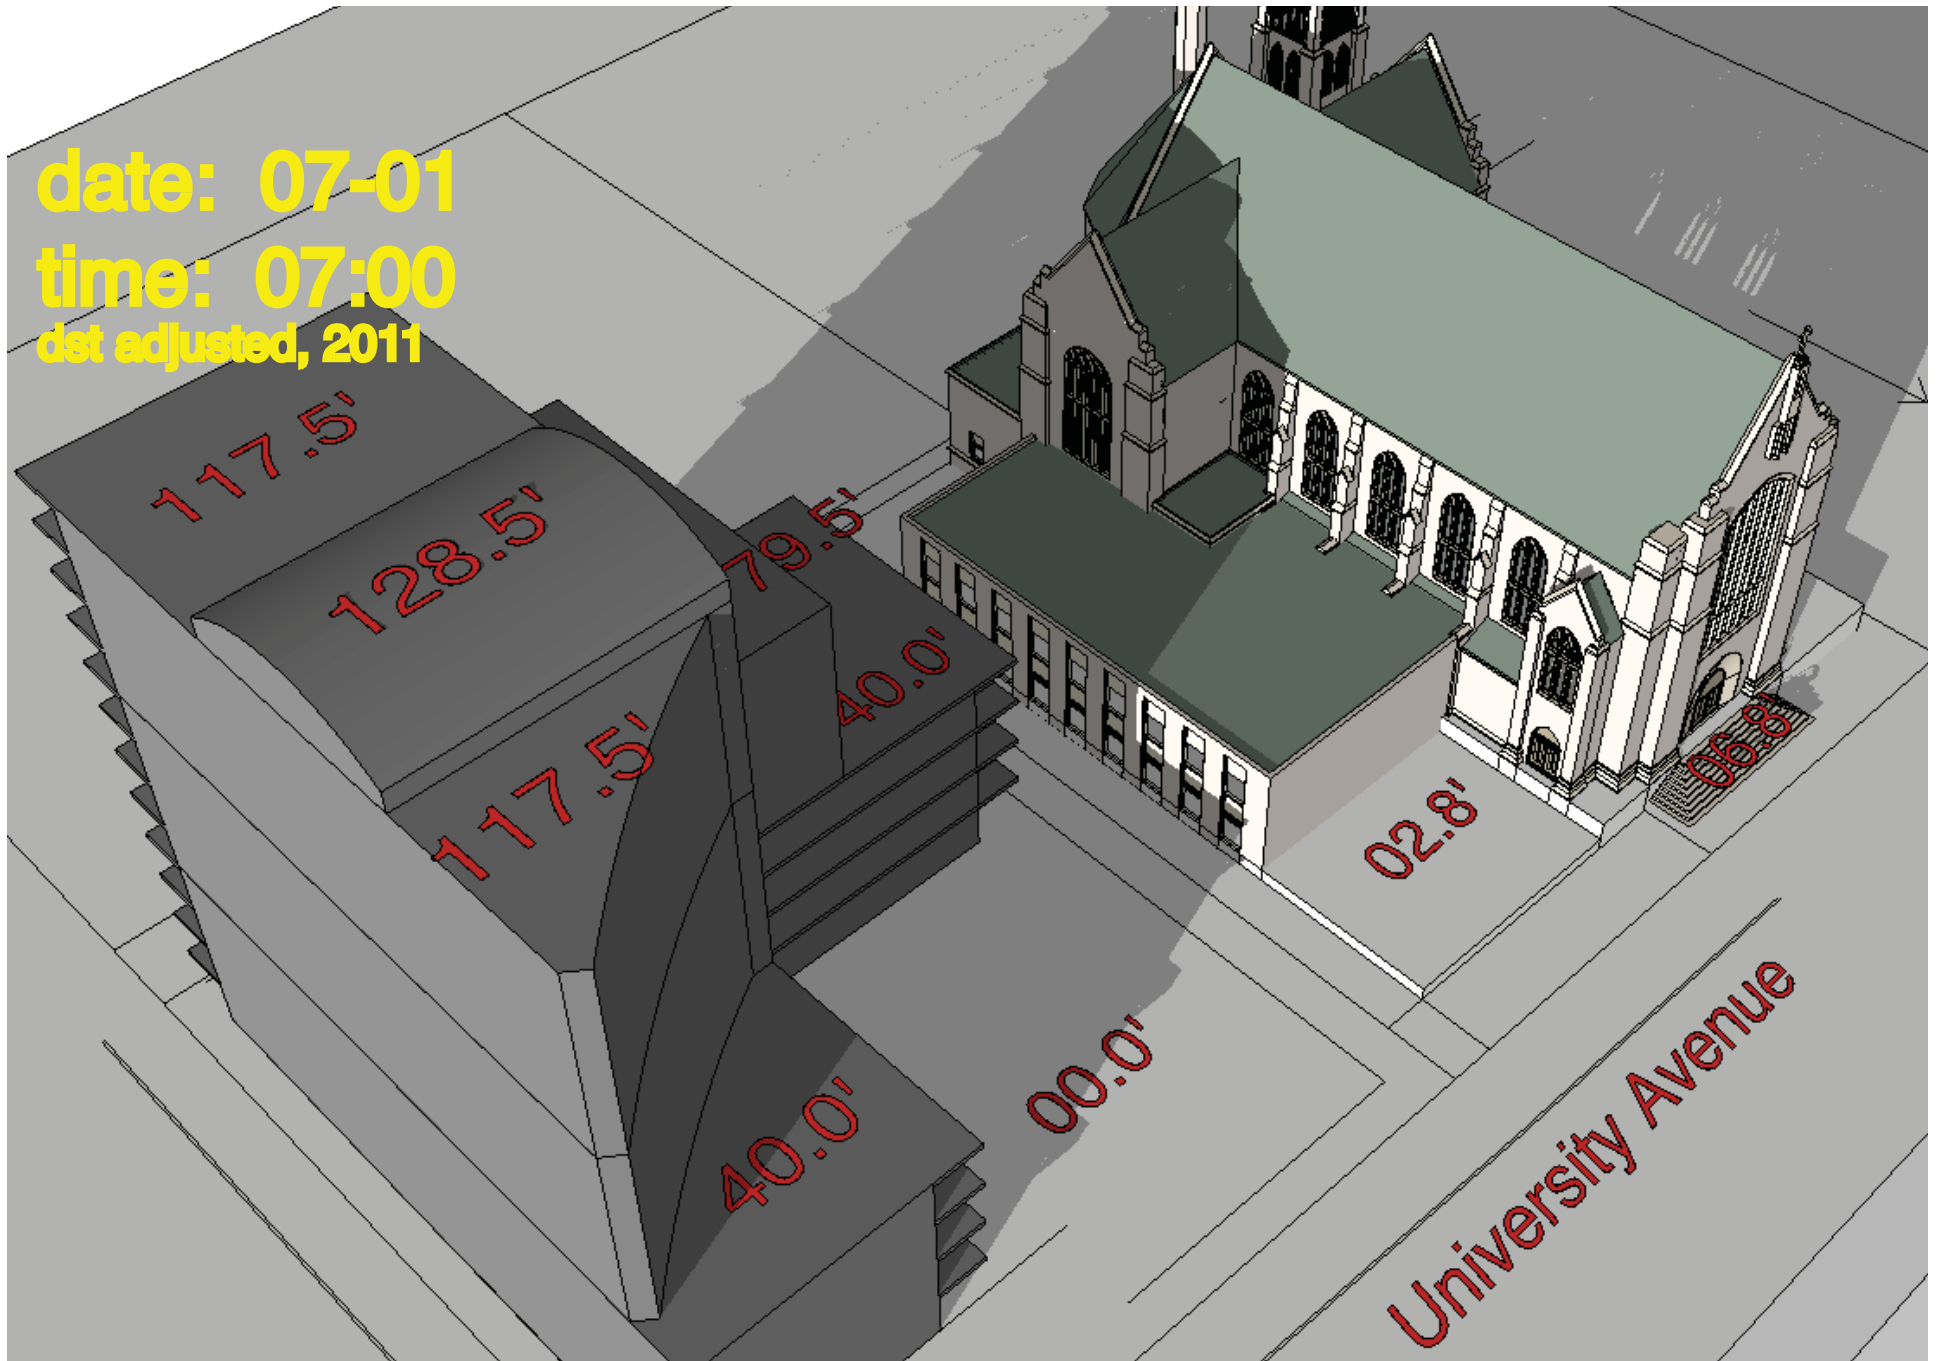 date: 07-01
time: 07:00
dst adjusted, 2011
117.5'
128.5'
79.5'
40.0'
117.5'
06.8'
02.8'
00.0'
40.0'
University Avenue